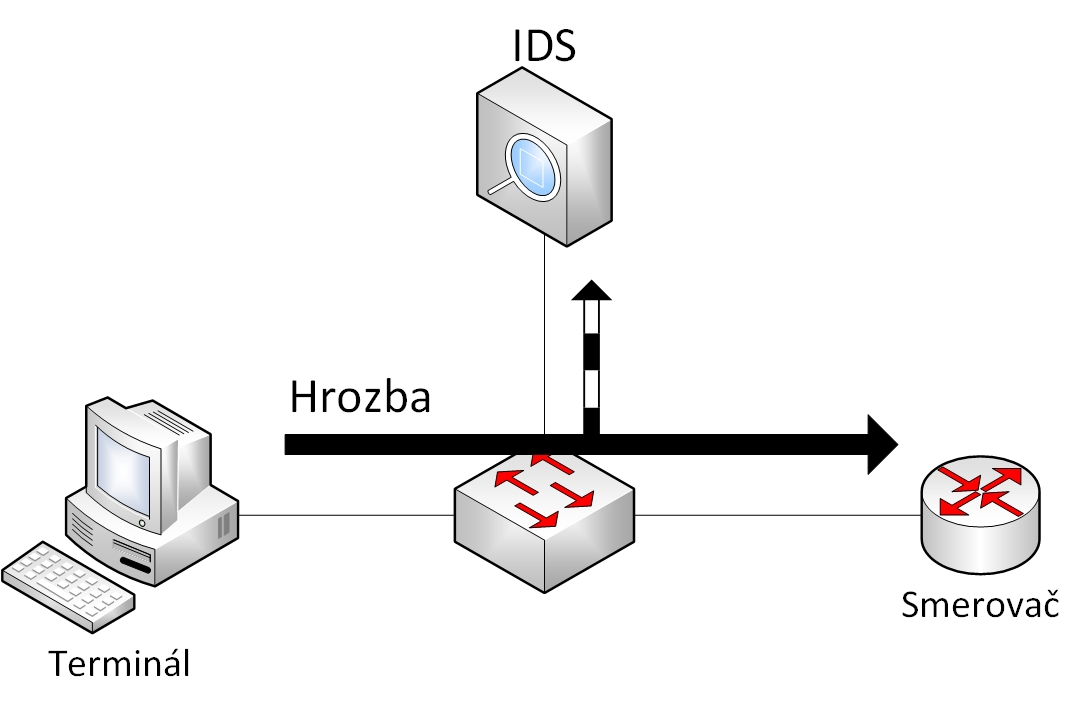 IDS
Hrozba
Smerovač
Terminál